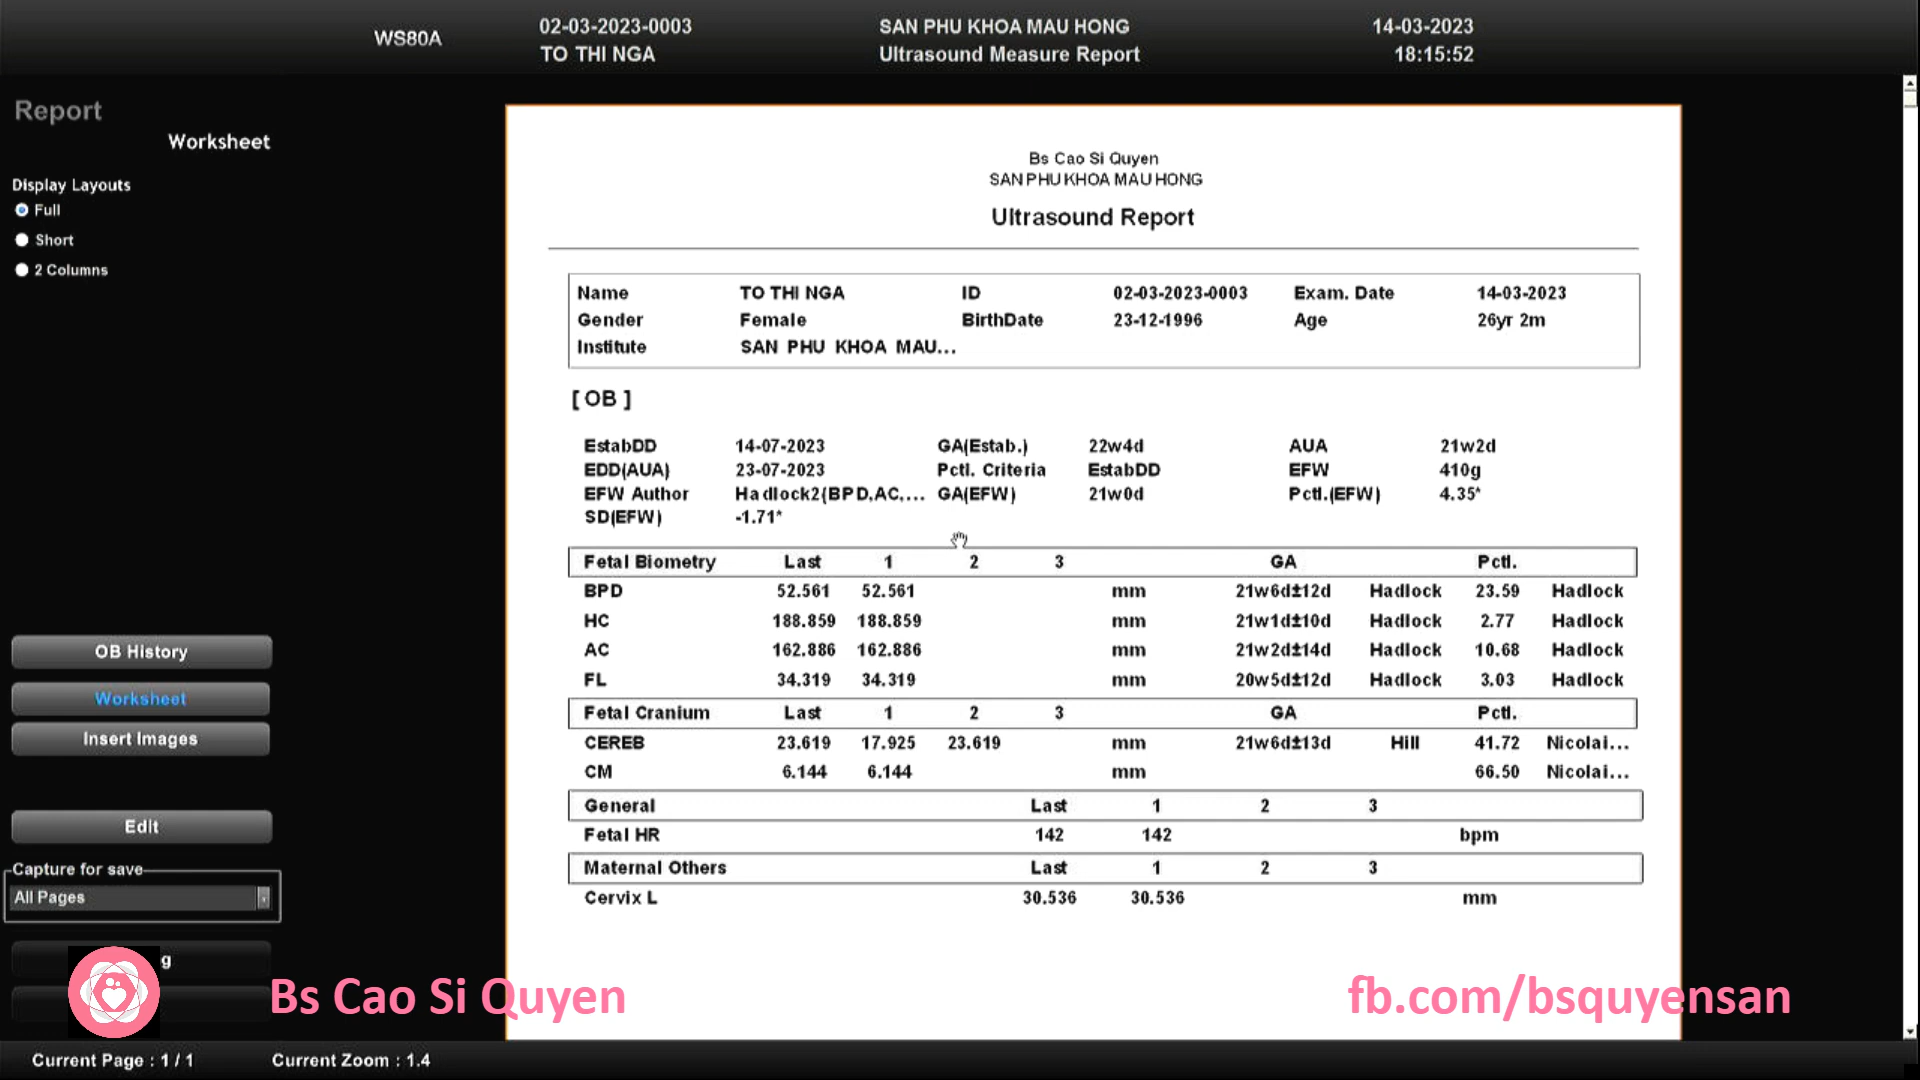 WS80A
02-03-2023-0003
TO THI NGA
SAN PHU KHOA MAU HONG
Ultrasound Measure Report
14-03-2023
18:15:52
Report
Worksheet
Display Layouts
Full
Short
2 Columns
OB History
Worksheet
Insert Images
Edit
Capture for save
All Pages
Bs Cao Si Quyen
SAN PHU KHOA MAU HONG
Ultrasound Report
Name TO THI NGA ID 02-03-2023-0003 Exam. Date 14-03-2023
Gender Female BirthDate 23-12-1996 Age 26yr 2m
Institute SAN PHU KHOA MAU...
[ OB ]
EstabDD 14-07-2023 GA(Estab.) 22w4d AUA 21w2d
EDD(AUA) 23-07-2023 Pctl. Criteria EstabDD EFW 410g
EFW Author Hadlock2(BPD,AC,... GA(EFW) 21w0d Pctl.(EFW) 4.35*
SD(EFW) -1.71*
Fetal Biometry Last 1 2 3 GA Pctl.
BPD 52.561 52.561 mm 21w6d±12d Hadlock 23.59 Hadlock
HC 188.859 188.859 mm 21w1d±10d Hadlock 2.77 Hadlock
AC 162.886 162.886 mm 21w2d±14d Hadlock 10.68 Hadlock
FL 34.319 34.319 mm 20w5d±12d Hadlock 3.03 Hadlock
Fetal Cranium Last 1 2 3 GA Pctl.
CEREB 23.619 17.925 23.619 mm 21w6d±13d Hill 41.72 Nicolai...
CM 6.144 6.144 mm 66.50 Nicolai...
General Last 1 2 3
Fetal HR 142 142 bpm
Maternal Others Last 1 2 3
Cervix L 30.536 30.536 mm
Bs Cao Si Quyen
fb.com/bsquyensan
Current Page : 1 / 1 Current Zoom : 1.4